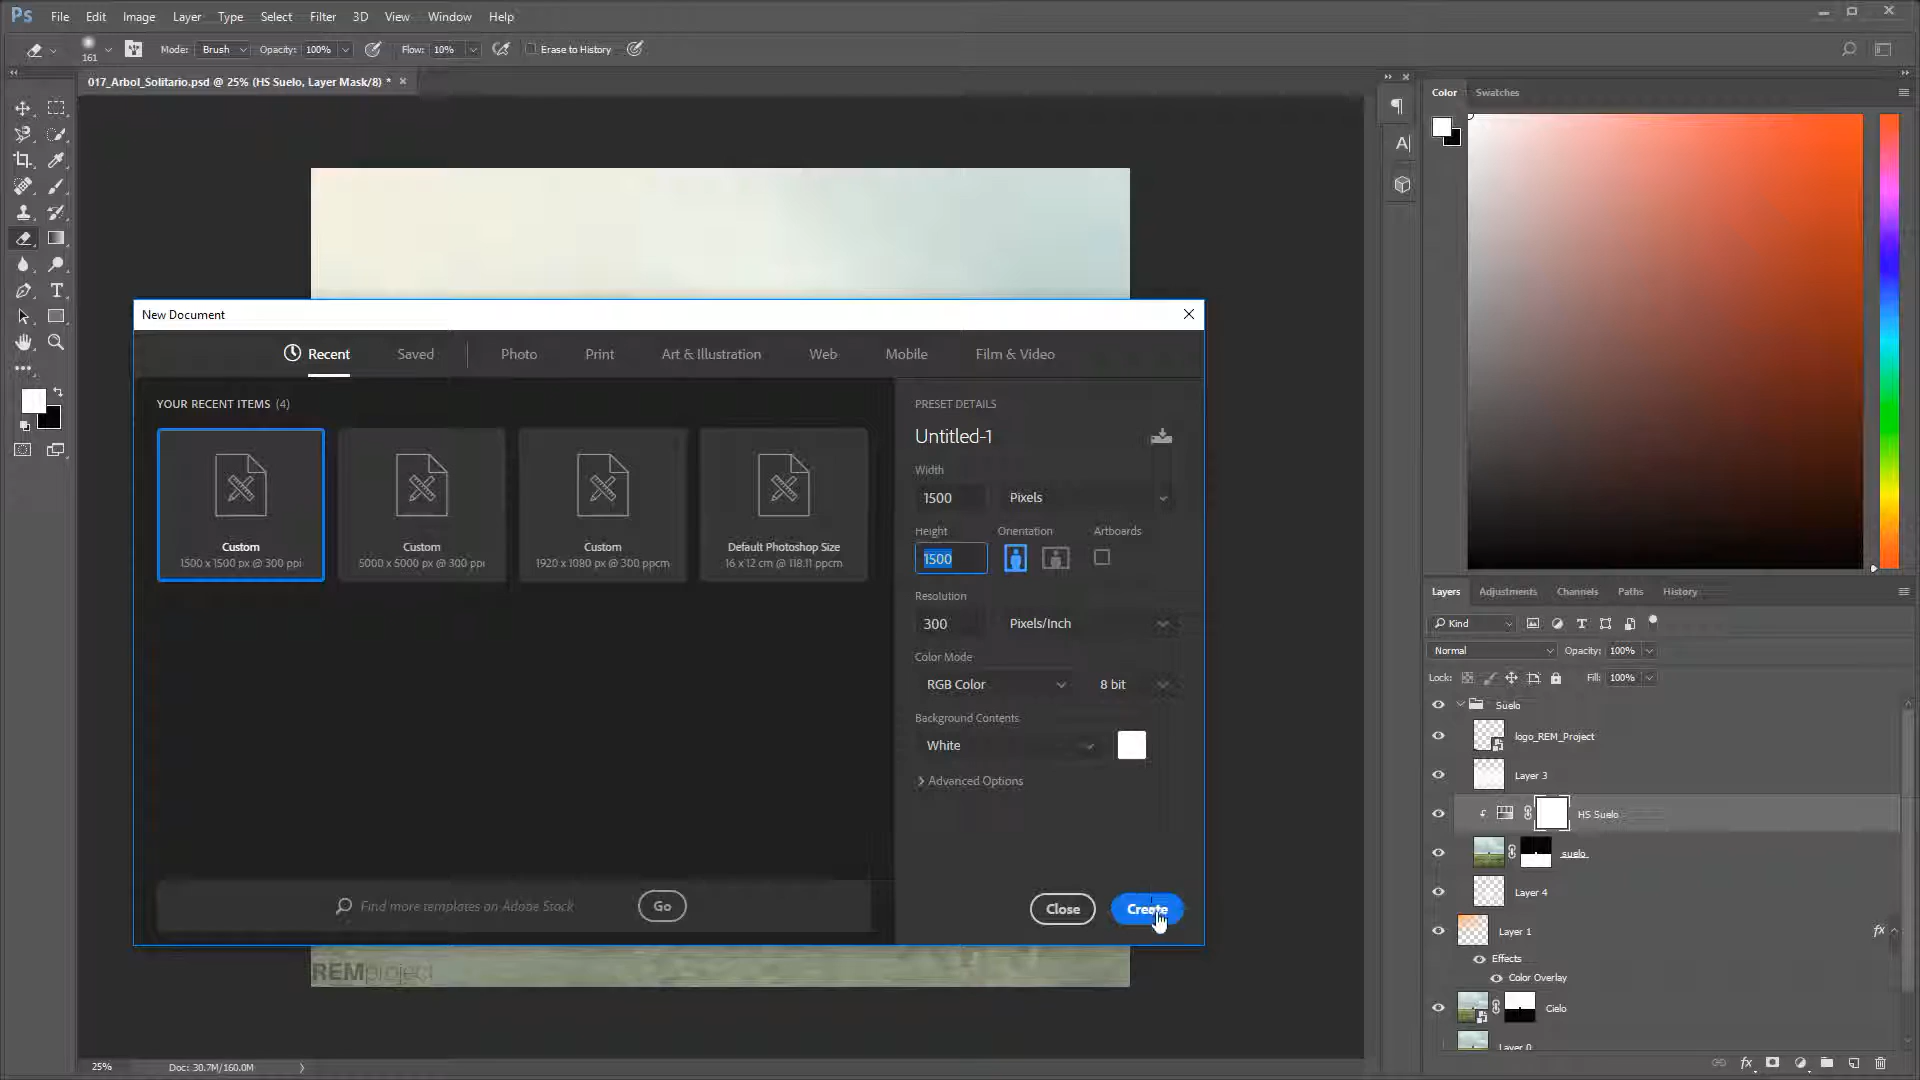 Ps File Edit Image Layer Type Select Filter 3D View Window Help
161 Mode: Brush Opacity: 100% Flow: 10% Erase to History
017_Arbol_Solitario.psd @ 25% (HS Suelo, Layer Mask/8) *
Color Swatches
New Document
Recent Saved Photo Print Art & Illustration Web Mobile Film & Video
YOUR RECENT ITEMS (4)
Custom
1500 x 1500 px @ 300 ppi
Custom
5000 x 5000 px @ 300 ppi
Custom
1920 x 1080 px @ 300 ppcm
Default Photoshop Size
16 x 12 cm @ 118.11 ppcm
Find more templates on Adobe Stock Go
PRESET DETAILS
Untitled-1
Width
1500 Pixels
Height Orientation Artboards
1500
Resolution
300 Pixels/Inch
Color Mode
RGB Color 8 bit
Background Contents
White
Advanced Options
Close Create
REMproject
25% Doc: 30.7M/160.0M
Layers Adjustments Channels Paths History
Kind
Normal Opacity: 100%
Lock: Fill: 100%
Suelo
logo_REM_Project
Layer 3
HS Suelo
suelo
Layer 4
Layer 1 fx
Effects
Color Overlay
Cielo
Layer 0
fx